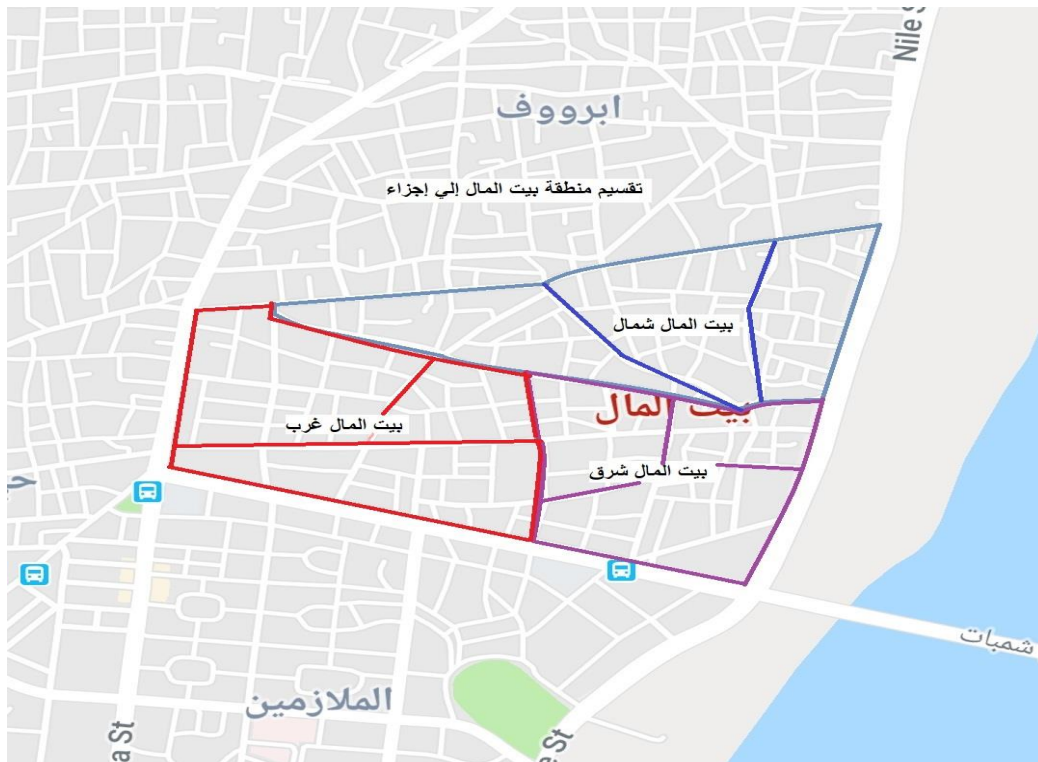 Nile S
ابرووف
تقسيم منطقة بيت المال إلي إجزاء
بيت المال شمال
بيت المال
بيت المال غرب
بيت المال شرق
شمبات
الملازمين
a St
e St